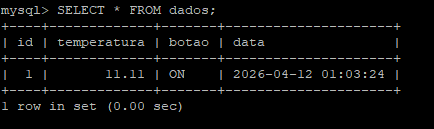 mysql> SELECT * FROM dados;
+----+-------------+-------+---------------------+
| id | temperatura | botao | data                |
+----+-------------+-------+---------------------+
|  1 |       11.11 | ON    | 2026-04-12 01:03:24 |
+----+-------------+-------+---------------------+
1 row in set (0.00 sec)